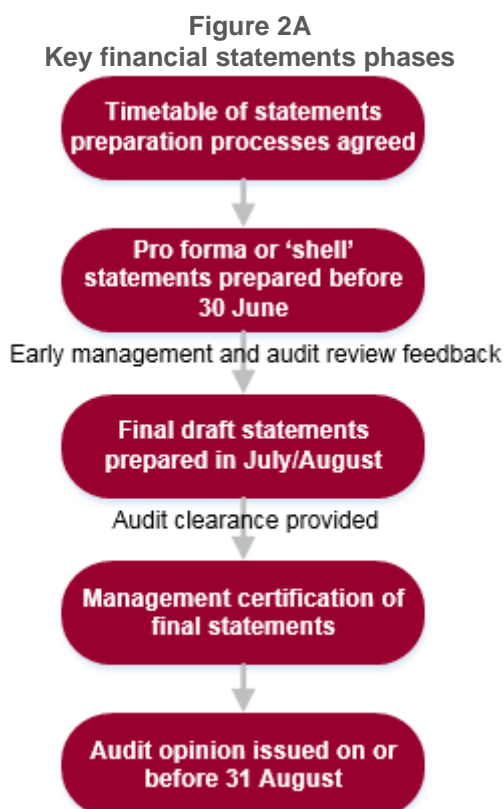 Figure 2A
Key financial statements phases
Timetable of statements
preparation processes agreed
Pro forma or ‘shell’
statements prepared before
30 June
Early management and audit review feedback
Final draft statements
prepared in July/August
Audit clearance provided
Management certification of
final statements
Audit opinion issued on or
before 31 August